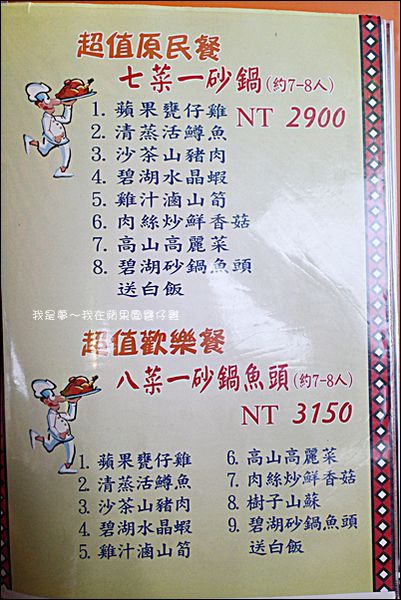 超值原民餐
七菜一砂鍋(約7-8人)
NT 2900
1. 蘋果甕仔雞
2. 清蒸活鱒魚
3. 沙茶山豬肉
4. 碧湖水晶蝦
5. 雞汁滷山筍
6. 肉絲炒鮮香菇
7. 高山高麗菜
8. 碧湖砂鍋魚頭
送白飯
我是夢～我在蘋果園甕仔雞
超值歡樂餐
八菜一砂鍋魚頭(約7-8人)
NT 3150
1. 蘋果甕仔雞
2. 清蒸活鱒魚
3. 沙茶山豬肉
4. 碧湖水晶蝦
5. 雞汁滷山筍
6. 高山高麗菜
7. 肉絲炒鮮香菇
8. 樹子山蘇
9. 碧湖砂鍋魚頭
送白飯